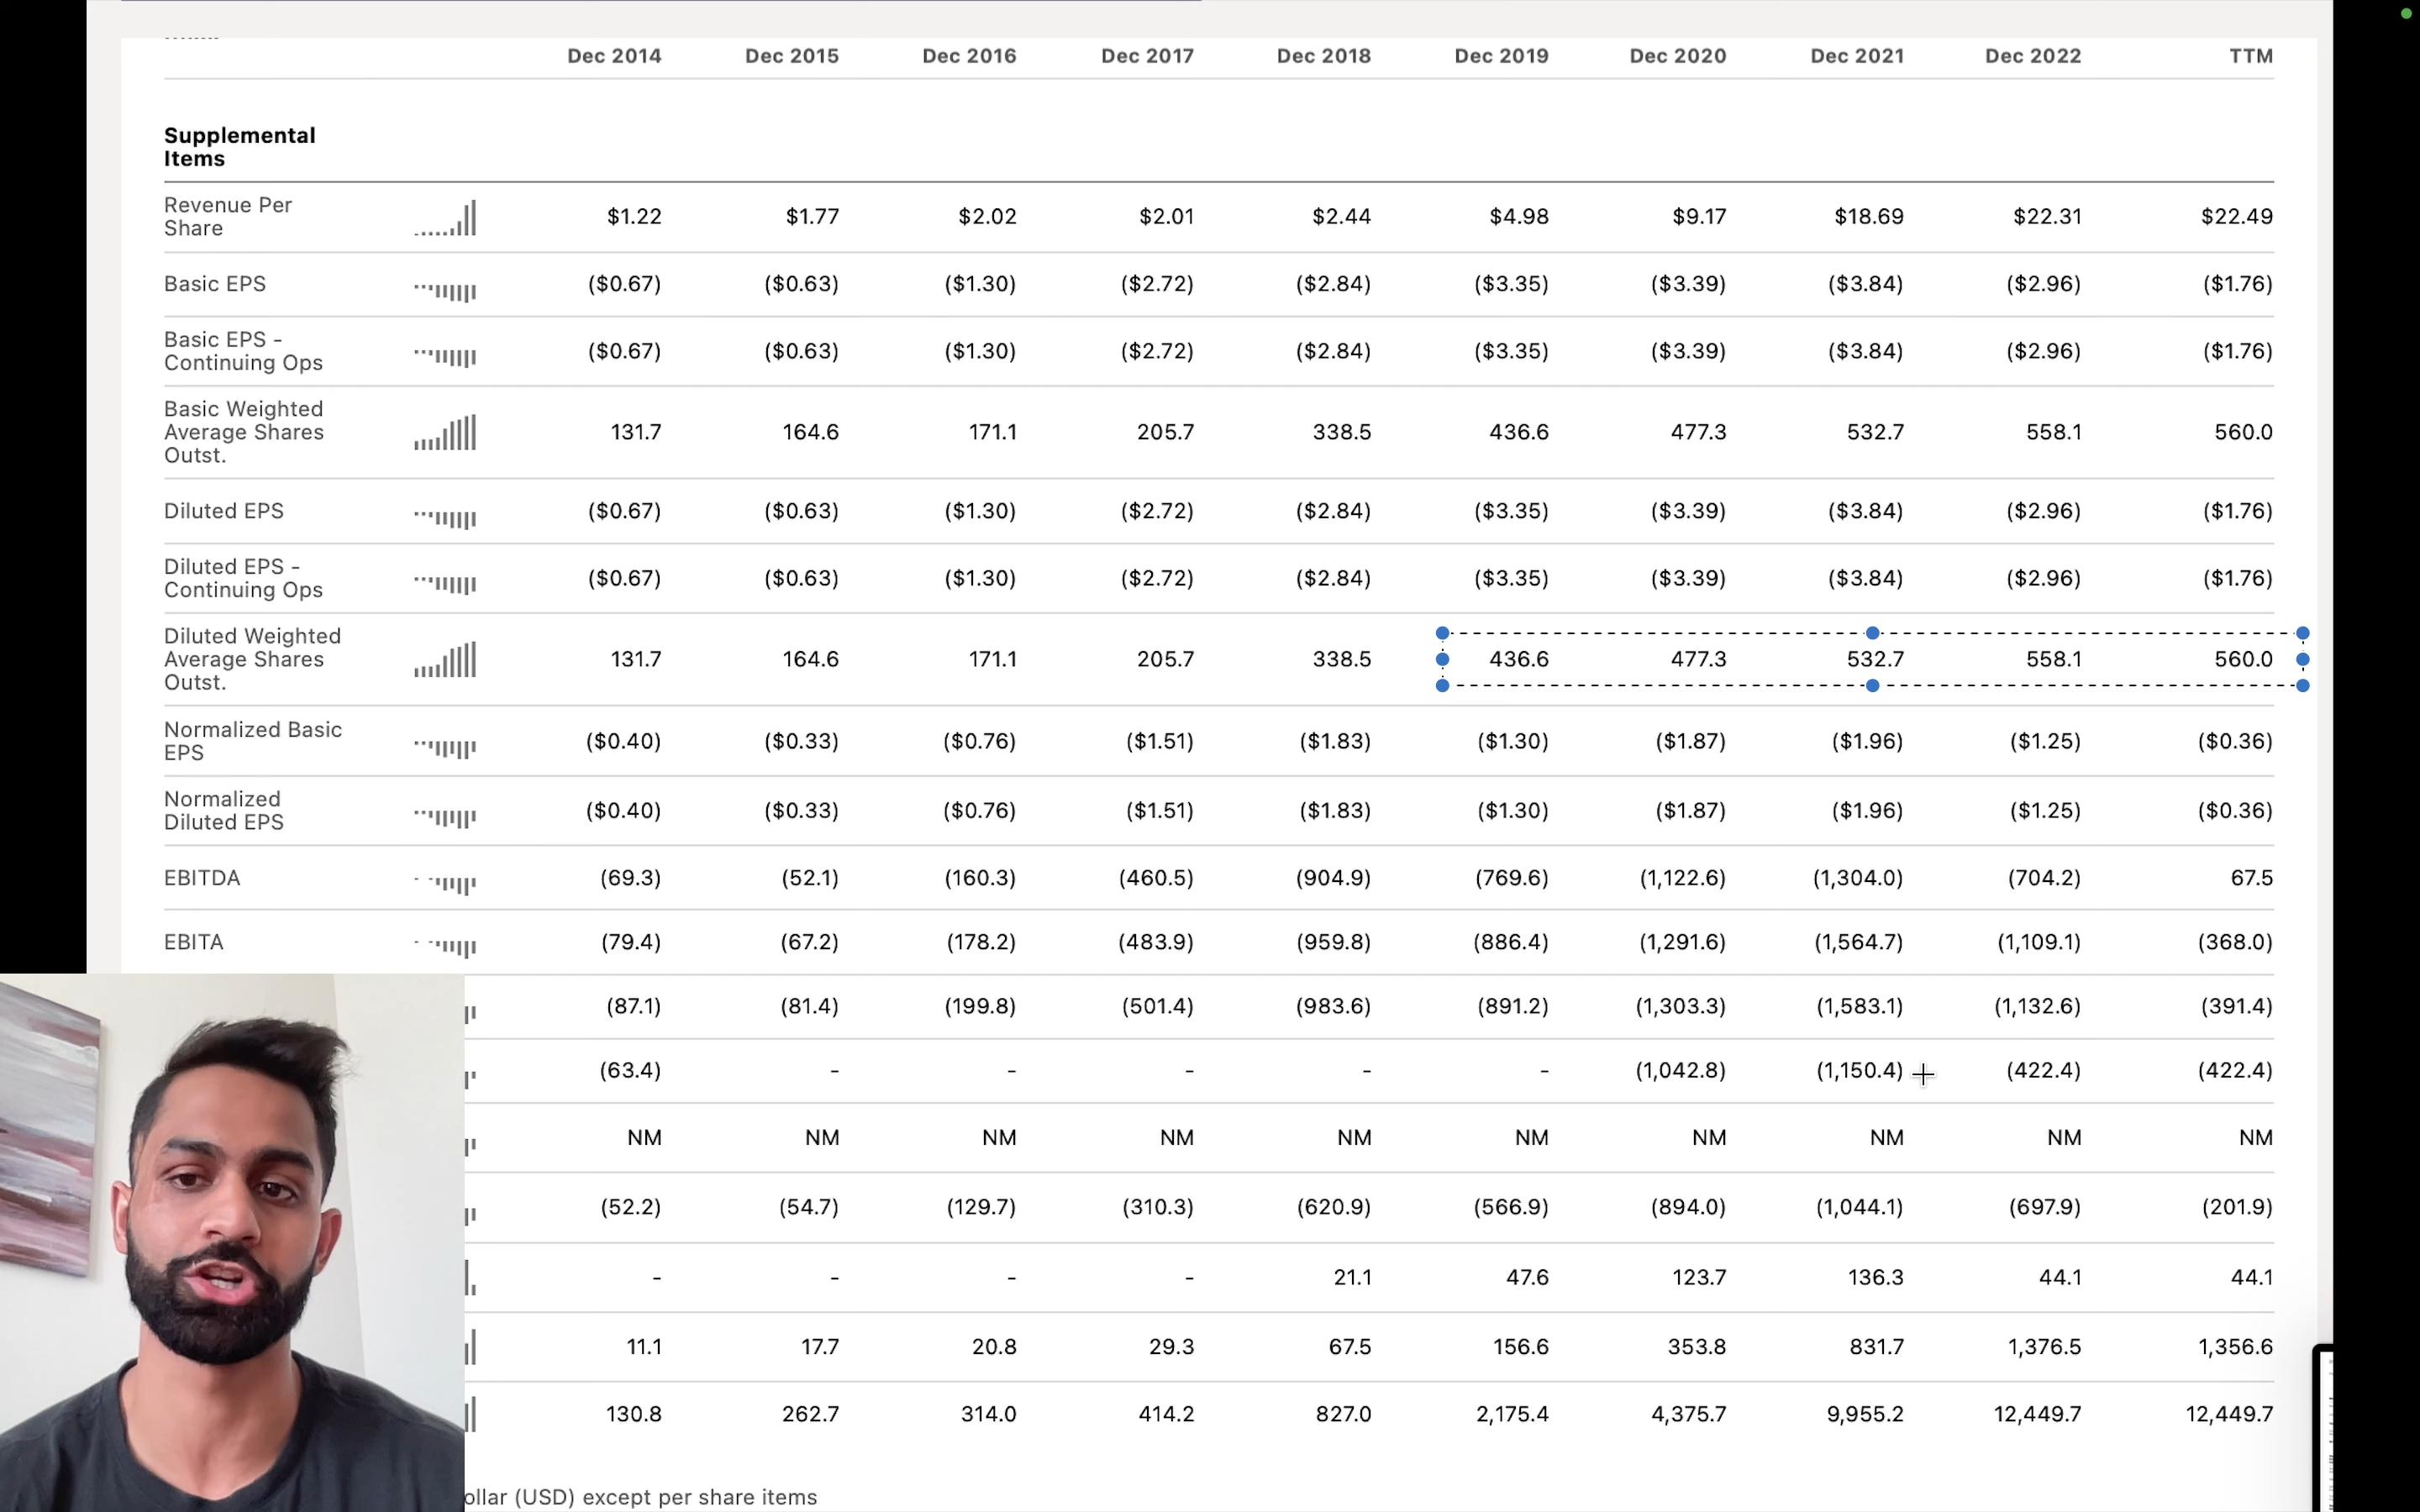 Dec 2014 Dec 2015 Dec 2016 Dec 2017 Dec 2018 Dec 2019 Dec 2020 Dec 2021 Dec 2022 TTM
Supplemental
Items
Revenue Per
Share
$1.22 $1.77 $2.02 $2.01 $2.44 $4.98 $9.17 $18.69 $22.31 $22.49
Basic EPS ($0.67) ($0.63) ($1.30) ($2.72) ($2.84) ($3.35) ($3.39) ($3.84) ($2.96) ($1.76)
Basic EPS -
Continuing Ops
($0.67) ($0.63) ($1.30) ($2.72) ($2.84) ($3.35) ($3.39) ($3.84) ($2.96) ($1.76)
Basic Weighted
Average Shares
Outst.
131.7 164.6 171.1 205.7 338.5 436.6 477.3 532.7 558.1 560.0
Diluted EPS ($0.67) ($0.63) ($1.30) ($2.72) ($2.84) ($3.35) ($3.39) ($3.84) ($2.96) ($1.76)
Diluted EPS -
Continuing Ops
($0.67) ($0.63) ($1.30) ($2.72) ($2.84) ($3.35) ($3.39) ($3.84) ($2.96) ($1.76)
Diluted Weighted
Average Shares
Outst.
131.7 164.6 171.1 205.7 338.5 436.6 477.3 532.7 558.1 560.0
Normalized Basic
EPS
($0.40) ($0.33) ($0.76) ($1.51) ($1.83) ($1.30) ($1.87) ($1.96) ($1.25) ($0.36)
Normalized
Diluted EPS
($0.40) ($0.33) ($0.76) ($1.51) ($1.83) ($1.30) ($1.87) ($1.96) ($1.25) ($0.36)
EBITDA (69.3) (52.1) (160.3) (460.5) (904.9) (769.6) (1,122.6) (1,304.0) (704.2) 67.5
EBITA (79.4) (67.2) (178.2) (483.9) (959.8) (886.4) (1,291.6) (1,564.7) (1,109.1) (368.0)
(87.1) (81.4) (199.8) (501.4) (983.6) (891.2) (1,303.3) (1,583.1) (1,132.6) (391.4)
(63.4) - - - - - (1,042.8) (1,150.4) (422.4) (422.4)
NM NM NM NM NM NM NM NM NM NM
(52.2) (54.7) (129.7) (310.3) (620.9) (566.9) (894.0) (1,044.1) (697.9) (201.9)
- - - - 21.1 47.6 123.7 136.3 44.1 44.1
11.1 17.7 20.8 29.3 67.5 156.6 353.8 831.7 1,376.5 1,356.6
130.8 262.7 314.0 414.2 827.0 2,175.4 4,375.7 9,955.2 12,449.7 12,449.7
ollar (USD) except per share items